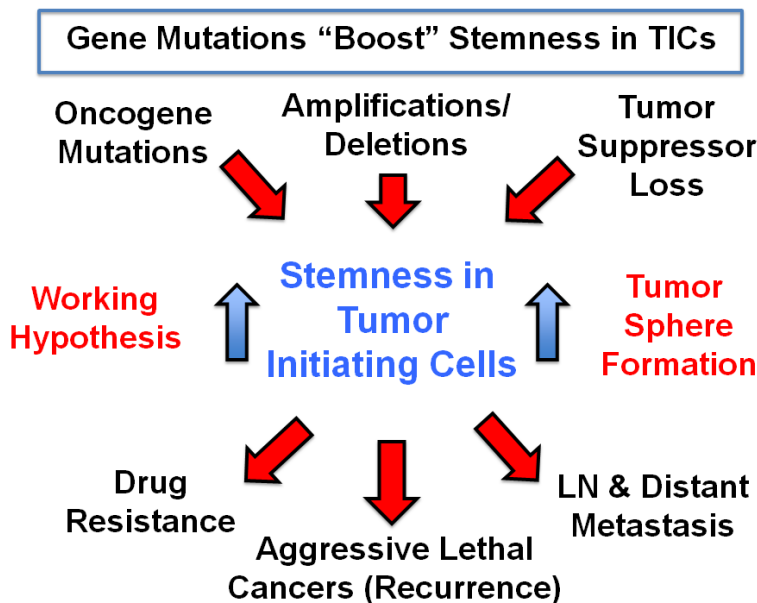 Gene Mutations “Boost” Stemness in TICs
Oncogene
Mutations
Amplifications/
Deletions
Tumor
Suppressor
Loss
Working
Hypothesis
Stemness in
Tumor
Initiating Cells
Tumor
Sphere
Formation
Drug
Resistance
Aggressive Lethal
Cancers (Recurrence)
LN & Distant
Metastasis